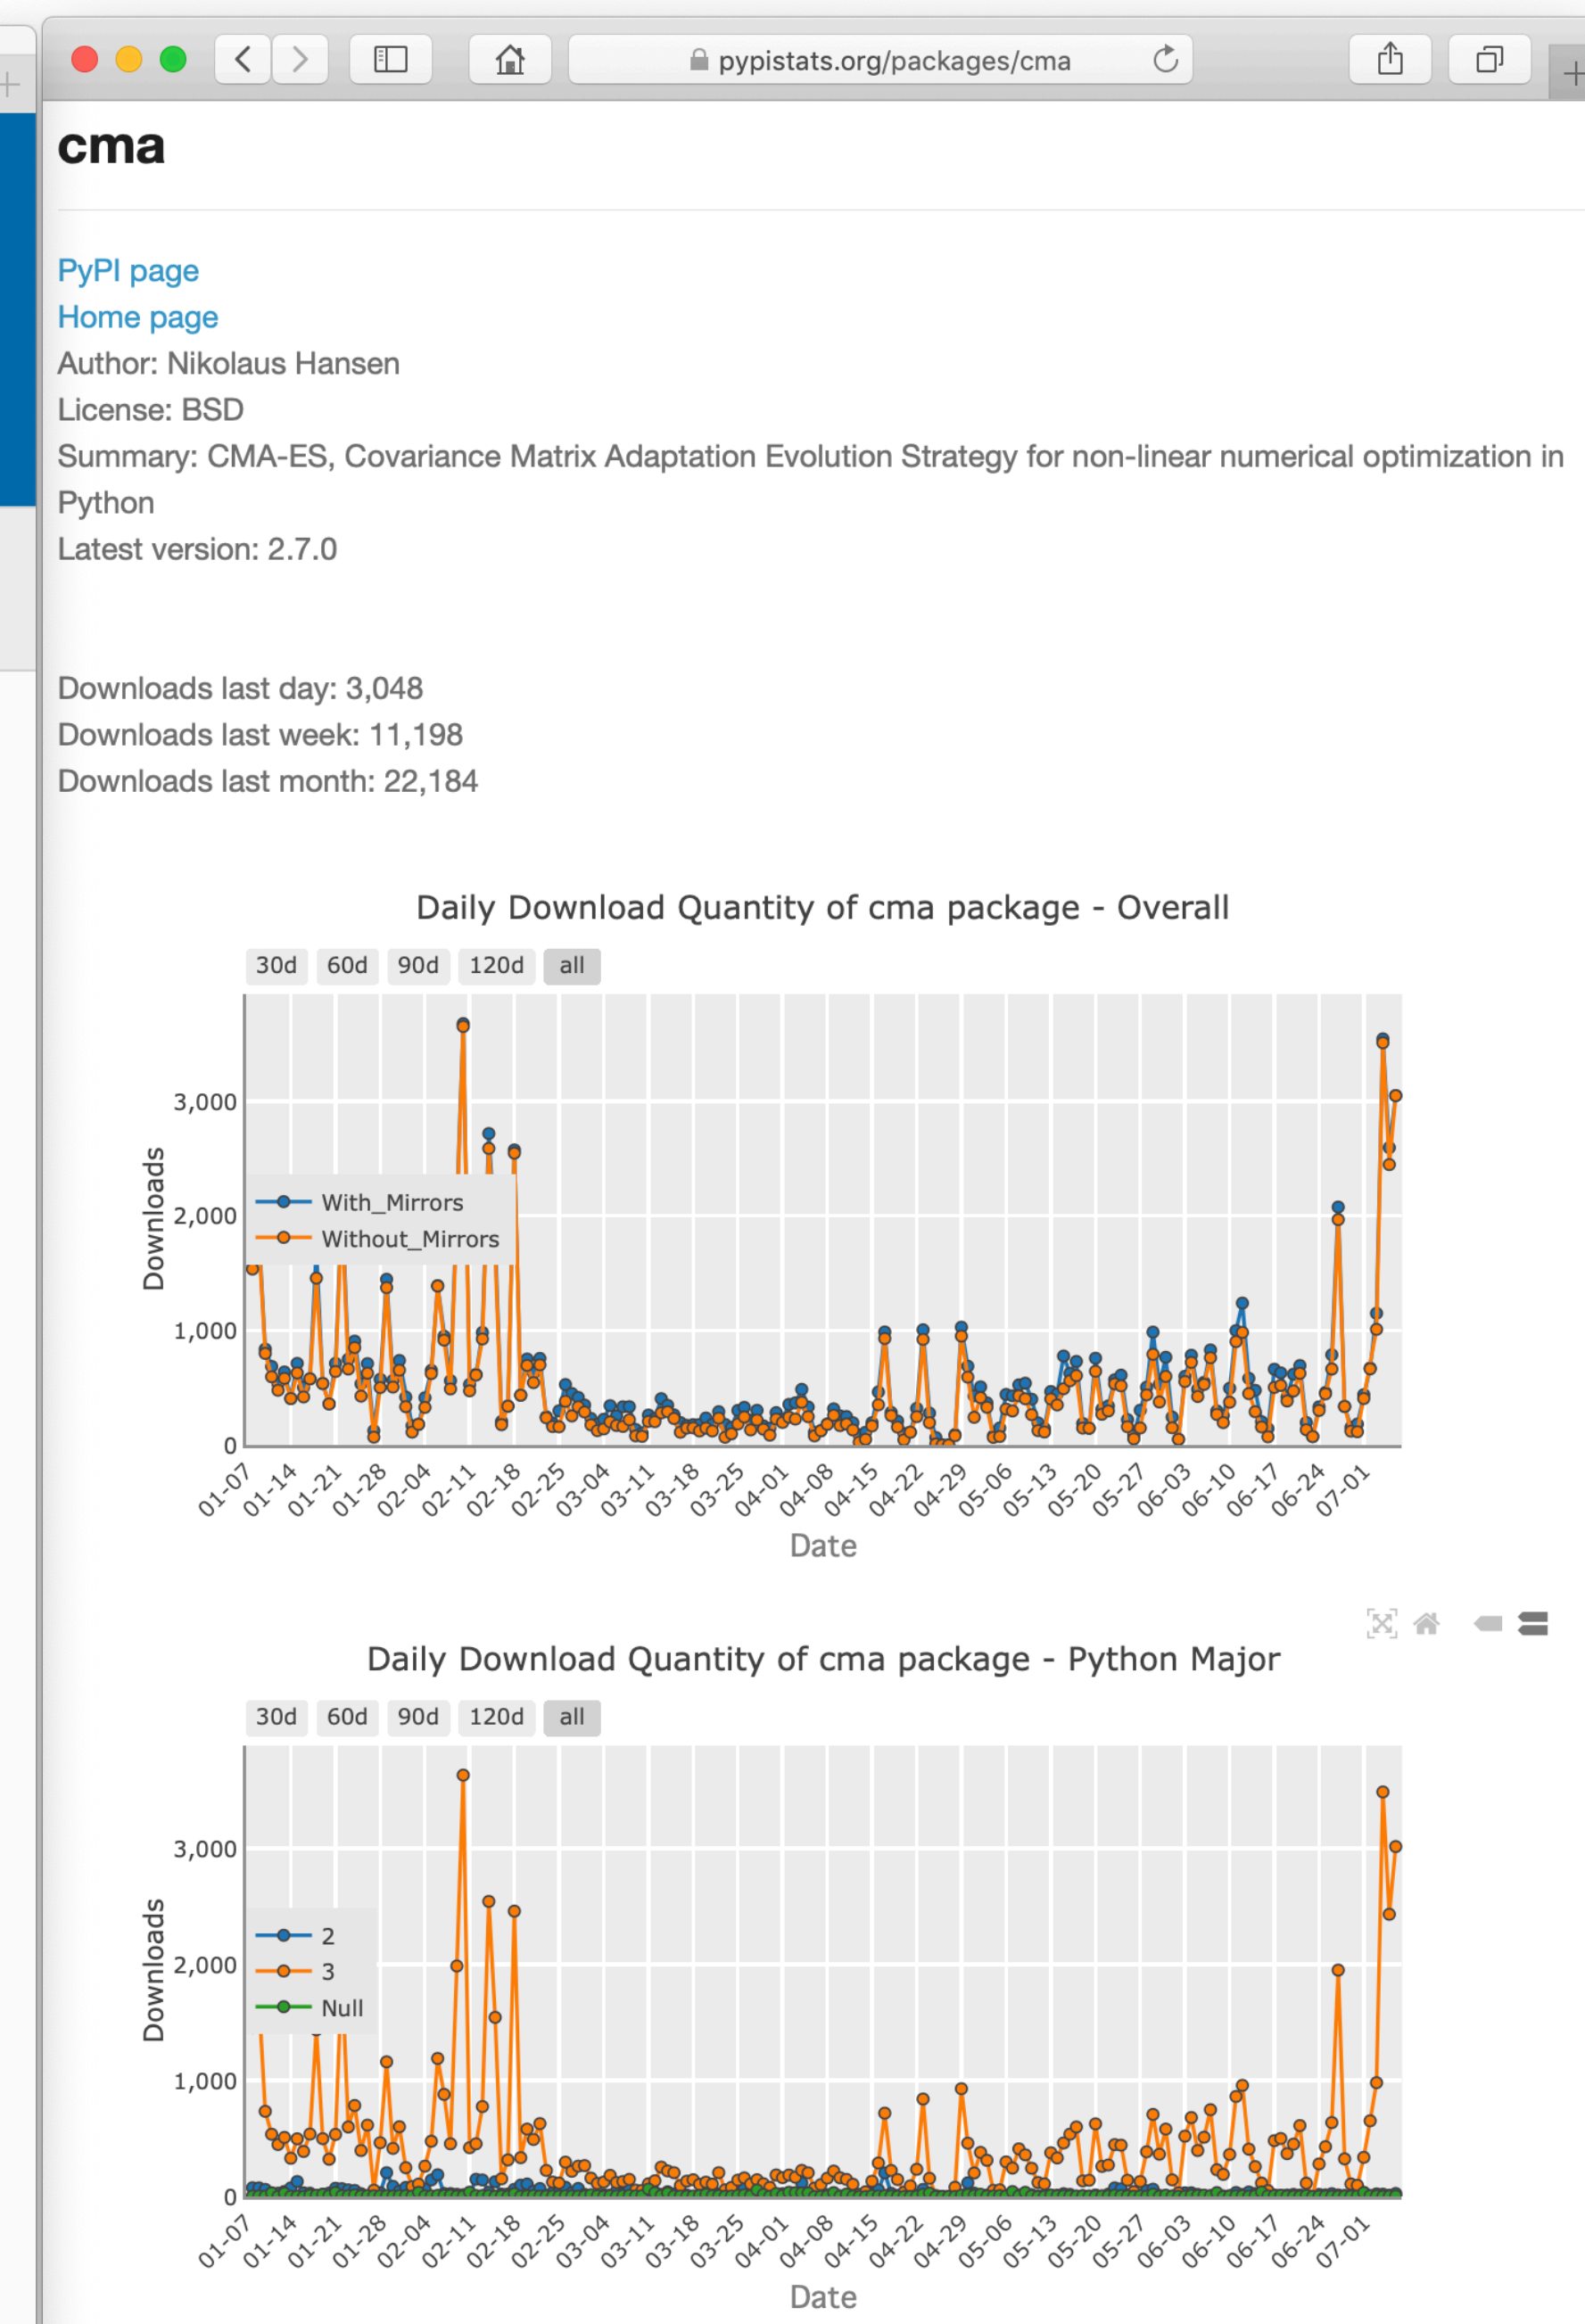 pypistats.org/packages/cma
cma
PyPI page
Home page
Author: Nikolaus Hansen
License: BSD
Summary: CMA-ES, Covariance Matrix Adaptation Evolution Strategy for non-linear numerical optimization in
Python
Latest version: 2.7.0
Downloads last day: 3,048
Downloads last week: 11,198
Downloads last month: 22,184
Daily Download Quantity of cma package - Overall
30d 60d 90d 120d all
3,000
2,000
1,000
0
Downloads
With_Mirrors
Without_Mirrors
01-07 01-14 01-21 01-28 02-04 02-11 02-18 02-25 03-04 03-11 03-18 03-25 04-01 04-08 04-15 04-22 04-29 05-06 05-13 05-20 05-27 06-03 06-10 06-17 06-24 07-01
Date
Daily Download Quantity of cma package - Python Major
30d 60d 90d 120d all
3,000
2,000
1,000
0
Downloads
2
3
Null
01-07 01-14 01-21 01-28 02-04 02-11 02-18 02-25 03-04 03-11 03-18 03-25 04-01 04-08 04-15 04-22 04-29 05-06 05-13 05-20 05-27 06-03 06-10 06-17 06-24 07-01
Date